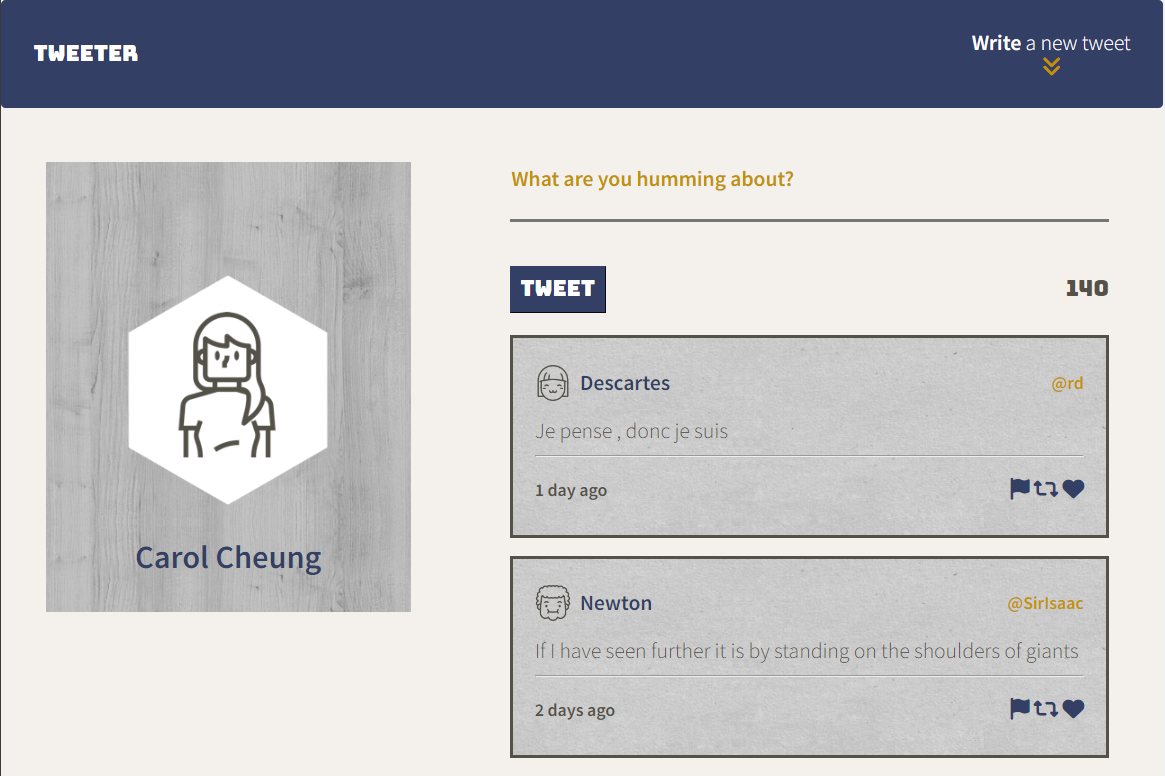 TWEETER
Write a new tweet
Carol Cheung
What are you humming about?
TWEET
140
Descartes
@rd
Je pense , donc je suis
1 day ago
Newton
@SirIsaac
If I have seen further it is by standing on the shoulders of giants
2 days ago